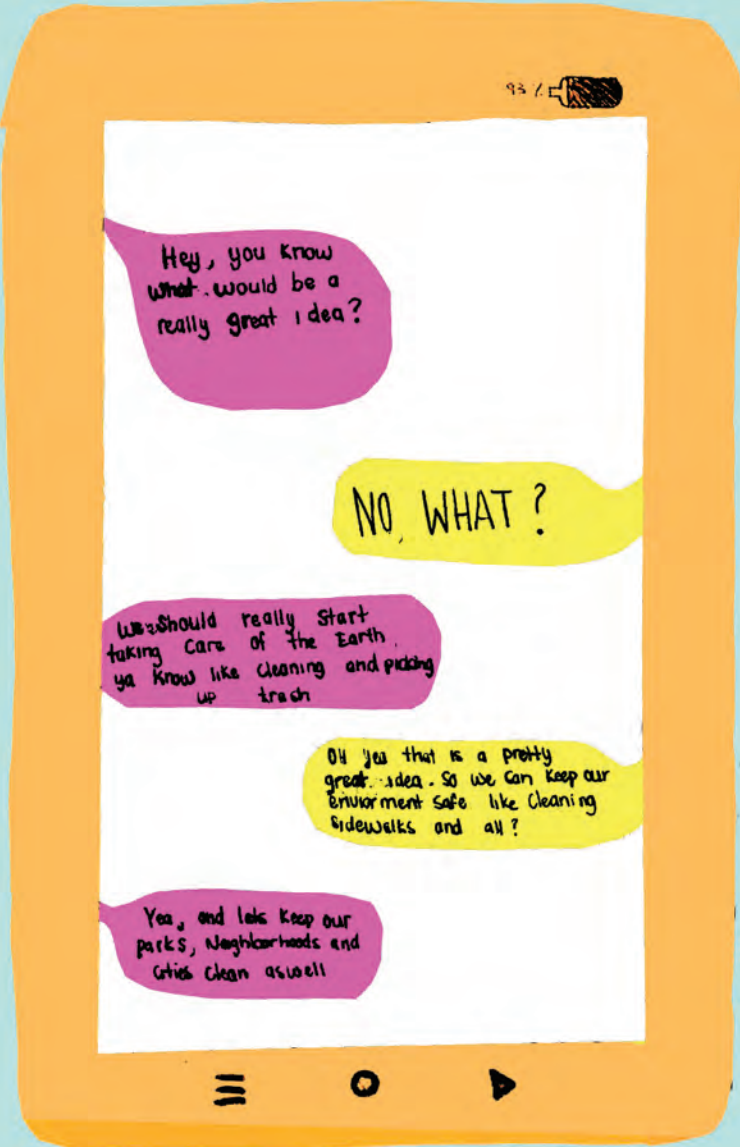 93 %
Hey, you know
what would be a
really great idea?
NO, WHAT ?
We should really start
taking care of the Earth,
ya know like cleaning and picking
up trash
OH yea that is a pretty
great idea. So we can keep our
enviorment safe like cleaning
sidewalks and all?
Yea, and lets keep our
parks, Neighborhoods and
cities clean aswell